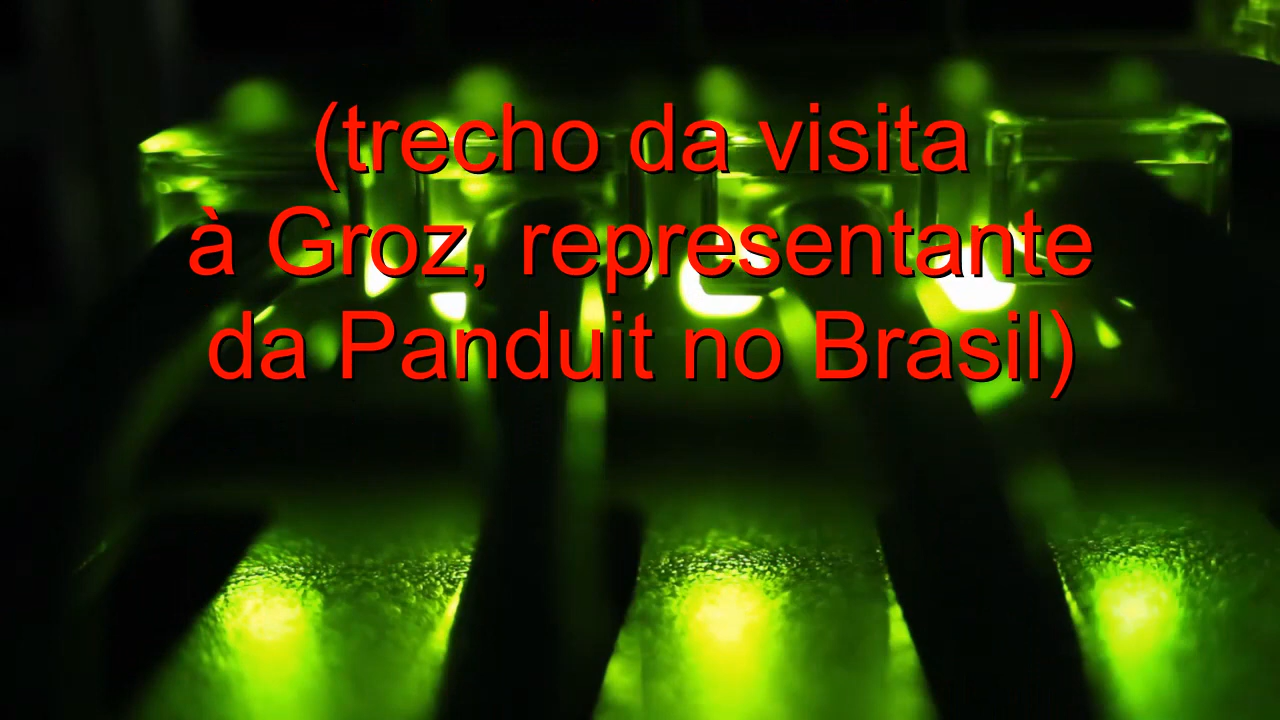 (trecho da visita
à Groz, representante
da Panduit no Brasil)